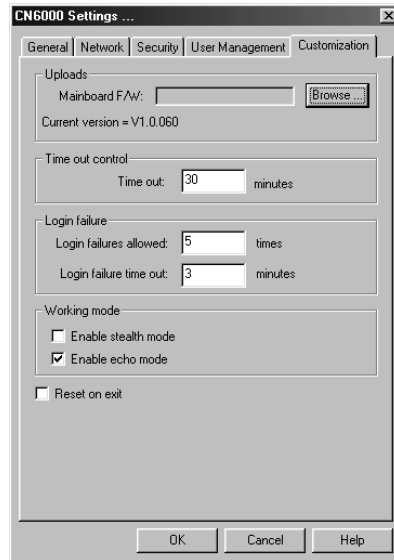 CN6000 Settings ...
General Network Security User Management Customization
Uploads
Mainboard F/W: Browse ...
Current version = V1.0.060
Time out control
Time out: 30 minutes
Login failure
Login failures allowed: 5 times
Login failure time out: 3 minutes
Working mode
Enable stealth mode
Enable echo mode
Reset on exit
OK Cancel Help